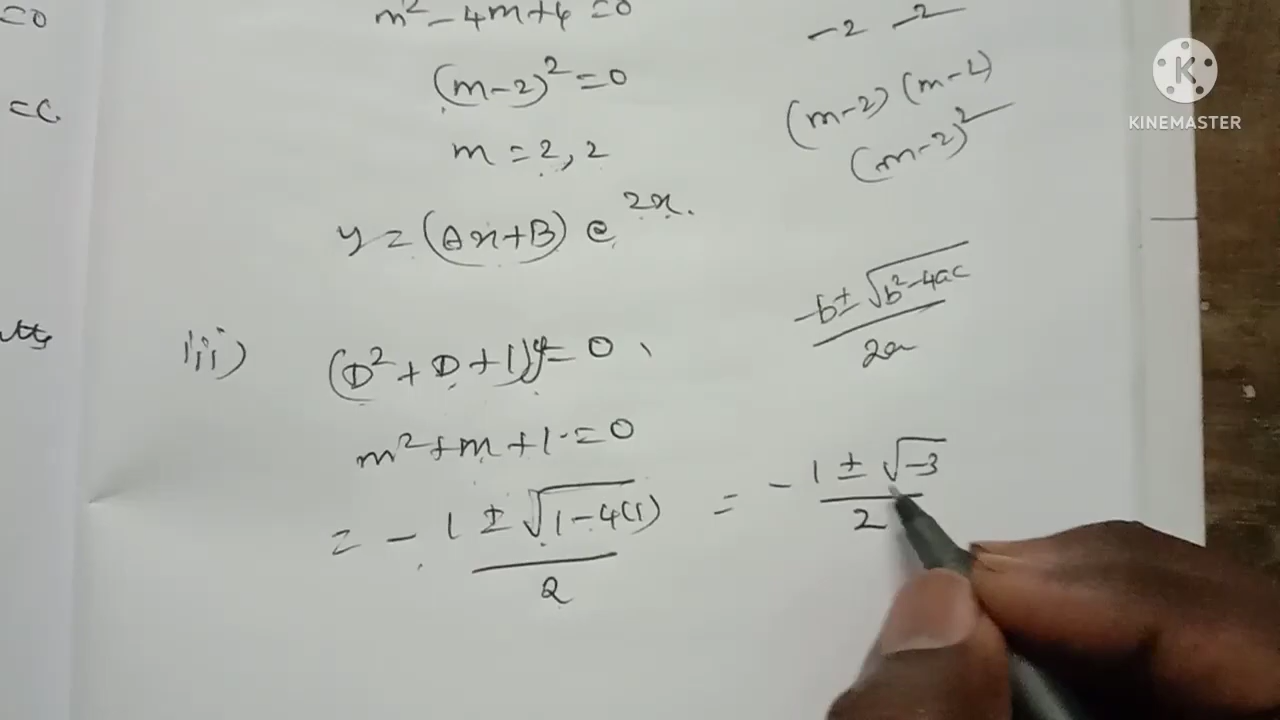 =0
m² - 4m + 4 = 0
-2 -2
(m-2)² = 0
(m-2) (m-2)
= C
(m-2)²
m = 2, 2
y = (Ax+B) e^{2x}.
-b ± √(b²-4ac) / 2a
iii) (D² + D + 1)y = 0
m² + m + 1 = 0
= -1 ± √(1-4(1)) / 2 = -1 ± √-3 / 2
K
KINEMASTER